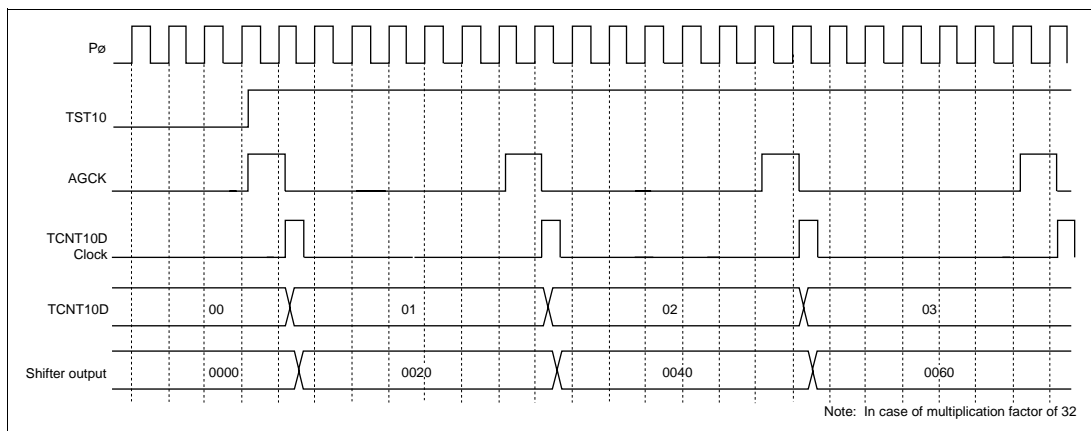 Pø
TST10
AGCK
TCNT10D
Clock
TCNT10D 00 01 02 03
Shifter output 0000 0020 0040 0060
Note: In case of multiplication factor of 32